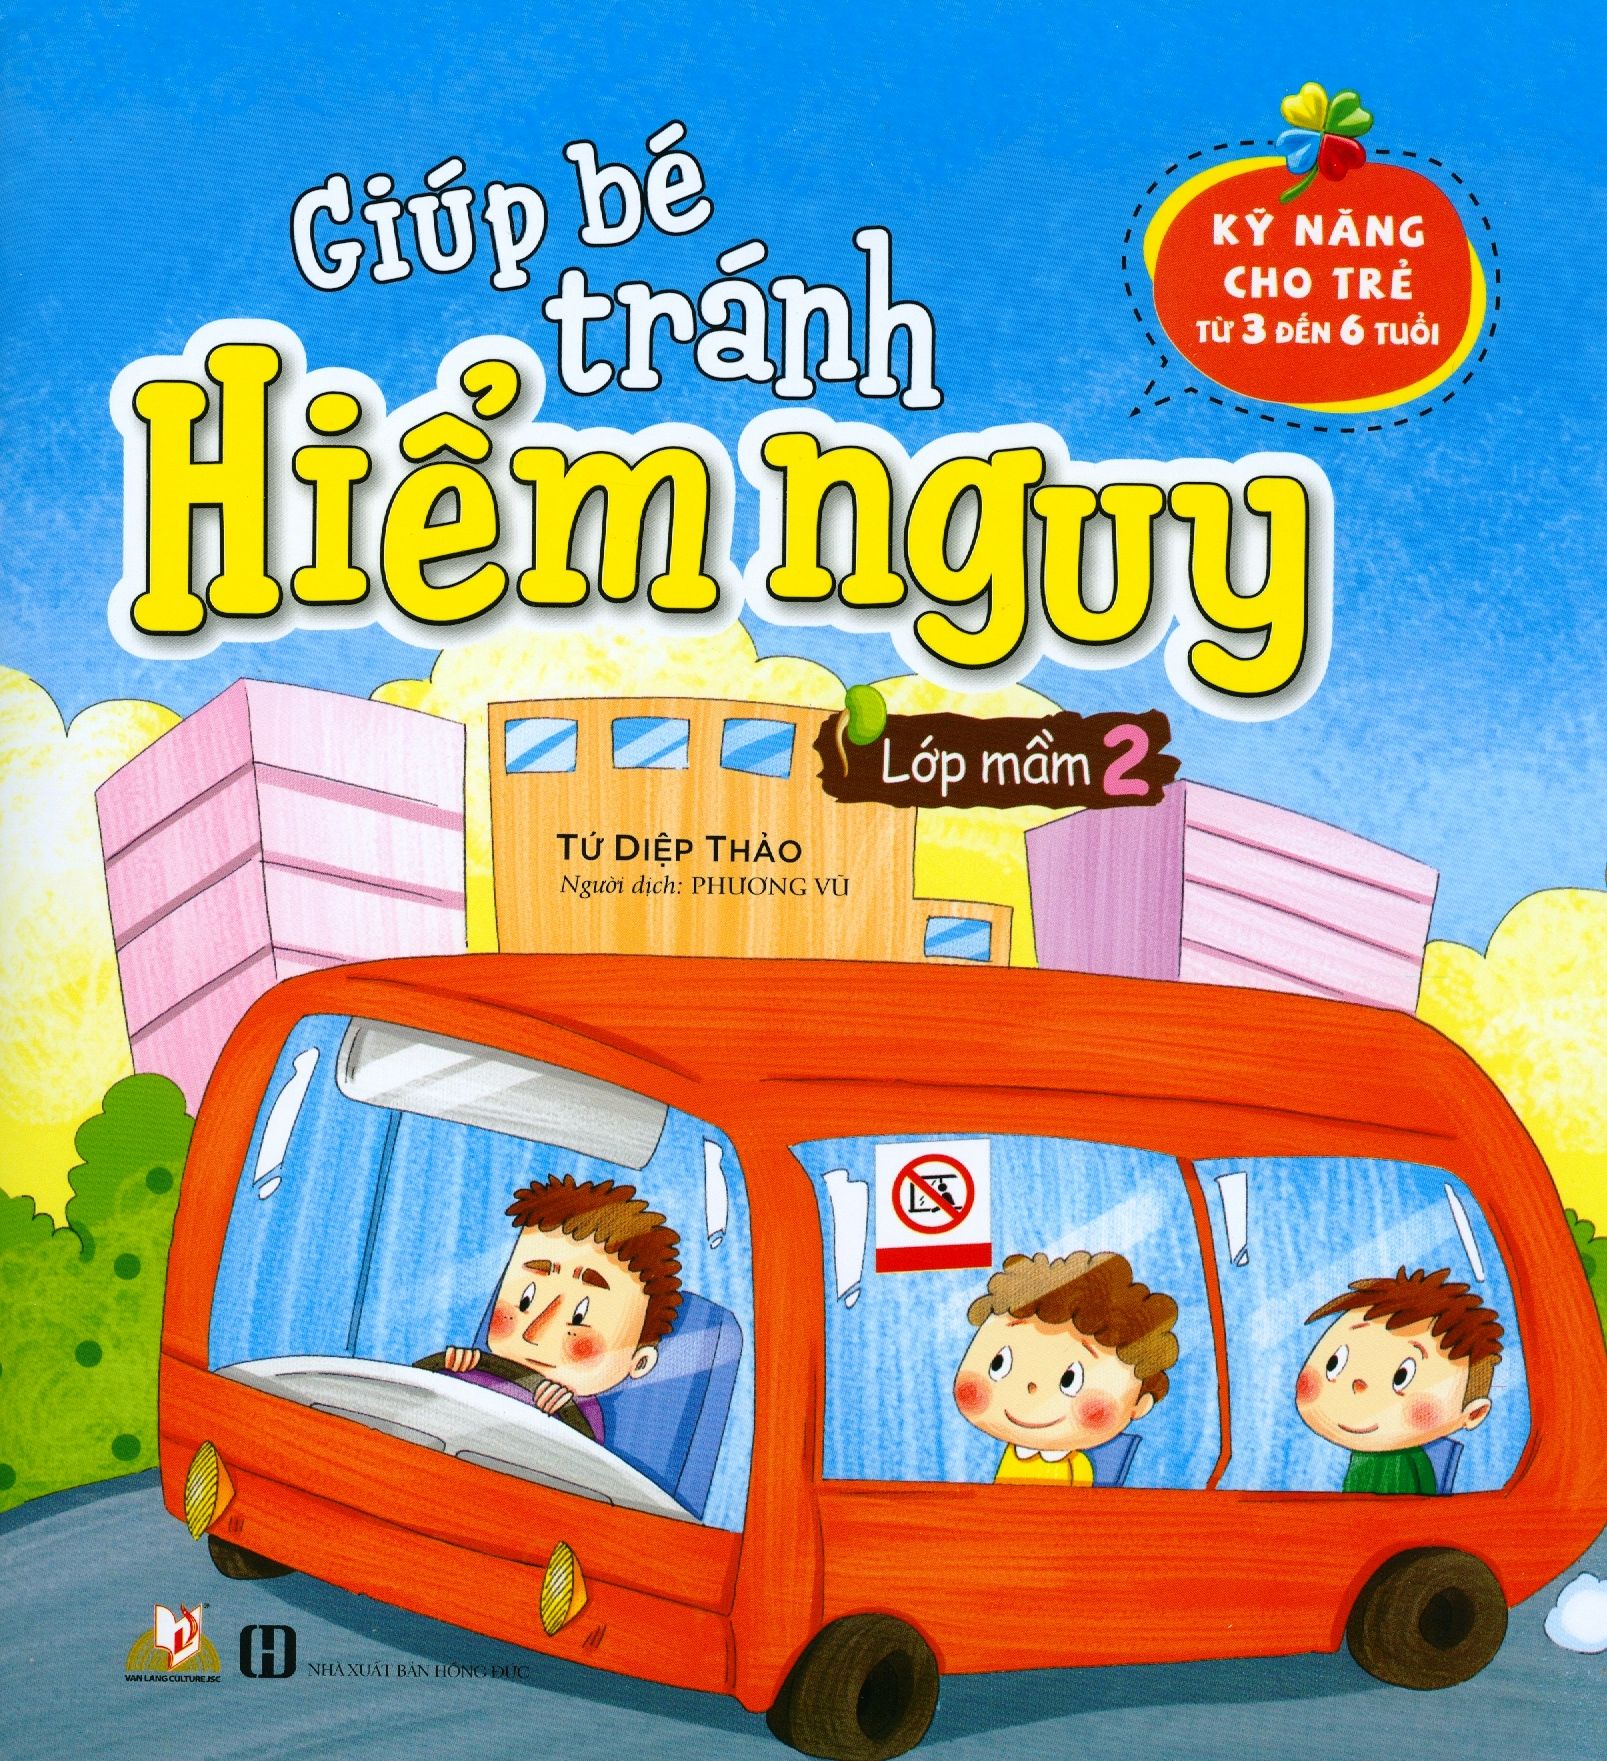 Giúp bé
tránh
Hiểm nguy
KỸ NĂNG
CHO TRẺ
TỪ 3 ĐẾN 6 TUỔI
Lớp mầm 2
TỨ DIỆP THẢO
Người dịch: PHƯƠNG VŨ
VAN LANG CULTURE.JSC
NHÀ XUẤT BẢN HỒNG ĐỨC